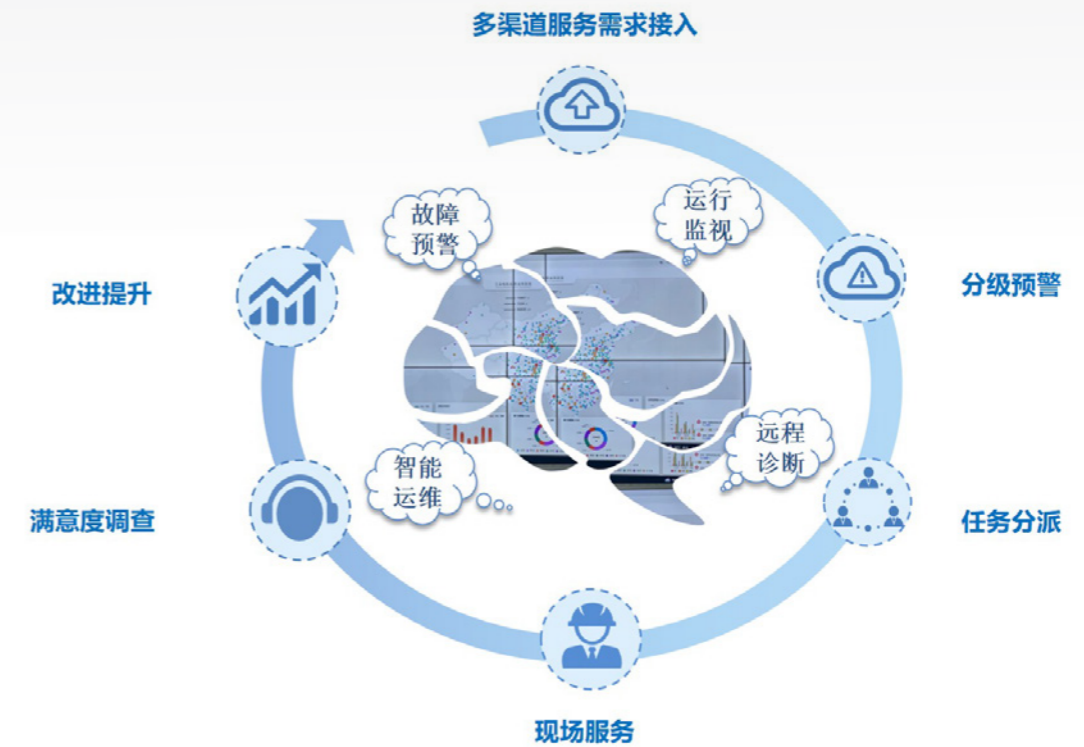 多渠道服务需求接入
故障
预警
运行
监视
改进提升
分级预警
智能
运维
远程
诊断
满意度调查
任务分派
现场服务